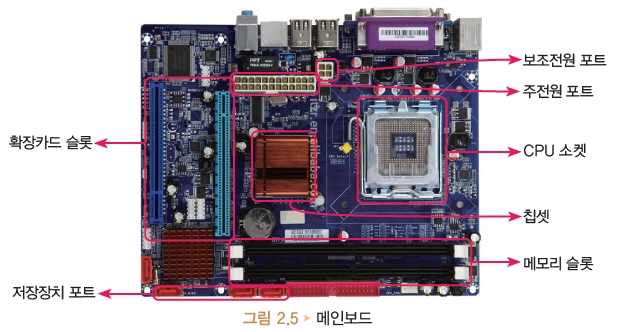 보조전원 포트
주전원 포트
확장카드 슬롯
CPU 소켓
칩셋
메모리 슬롯
저장장치 포트
그림 2.5 ▶ 메인보드